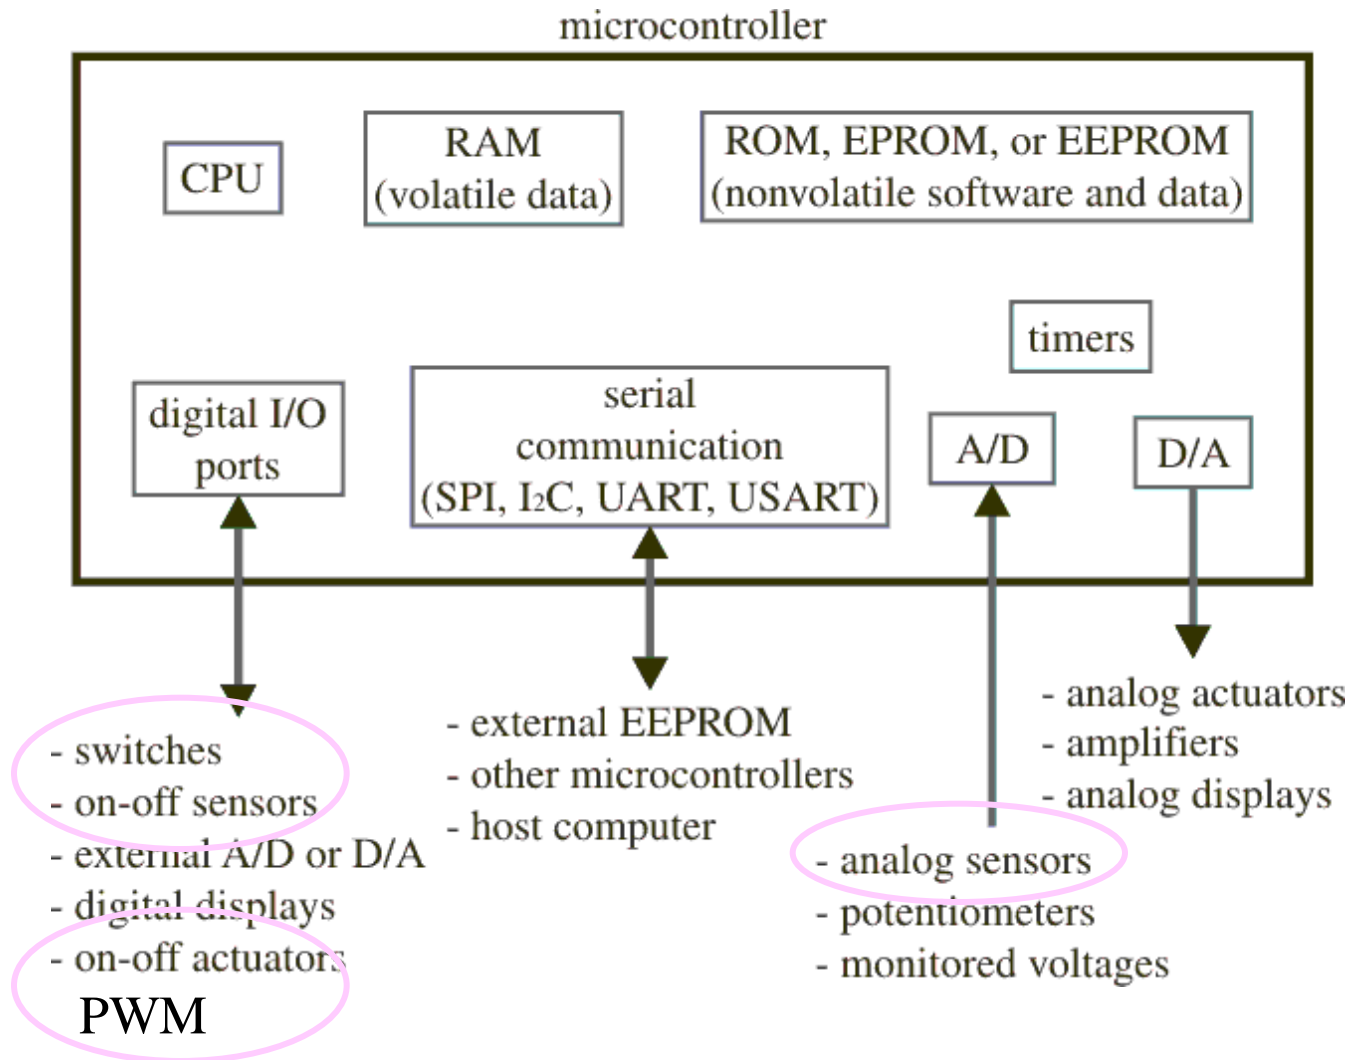 microcontroller
CPU
RAM
(volatile data)
ROM, EPROM, or EEPROM
(nonvolatile software and data)
timers
digital I/O
ports
serial
communication
(SPI, I2C, UART, USART)
A/D
D/A
- switches
- on-off sensors
- external A/D or D/A
- digital displays
- on-off actuators
PWM
- external EEPROM
- other microcontrollers
- host computer
- analog sensors
- potentiometers
- monitored voltages
- analog actuators
- amplifiers
- analog displays